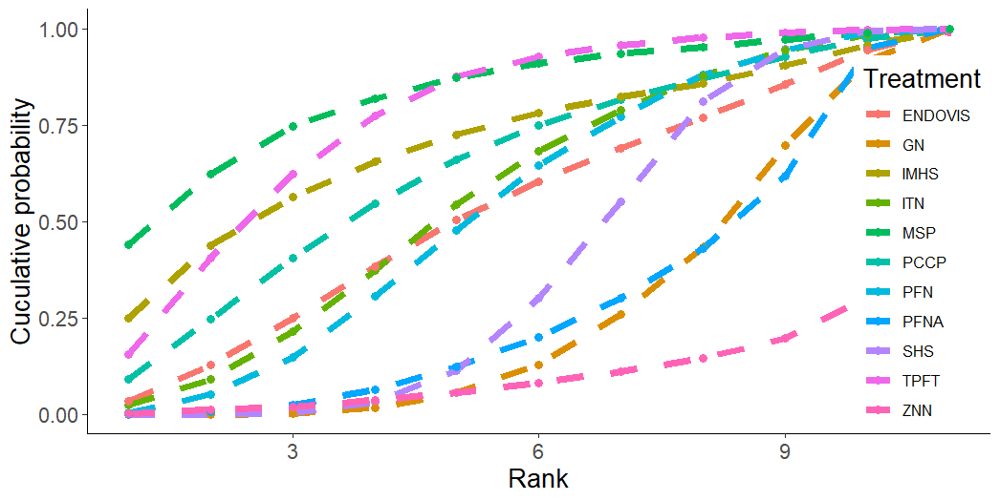 1.00
0.75
0.50
0.25
0.00
Cuculative probability
3
6
9
Rank
Treatment
ENDOVIS
GN
IMHS
ITN
MSP
PCCP
PFN
PFNA
SHS
TPFT
ZNN